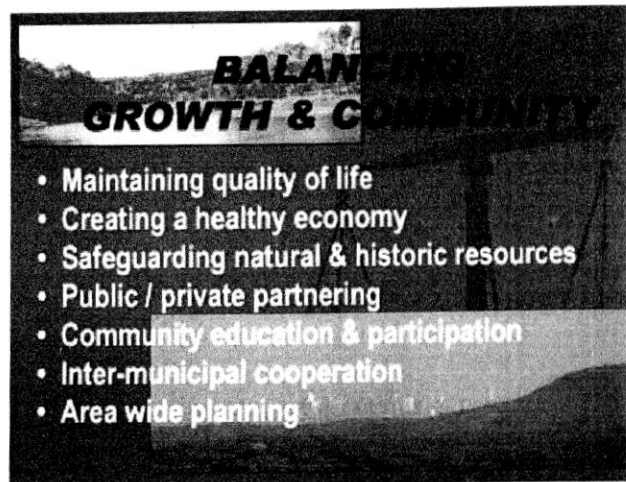 BALANCING
GROWTH & COMMUNITY
• Maintaining quality of life
• Creating a healthy economy
• Safeguarding natural & historic resources
• Public / private partnering
• Community education & participation
• Inter-municipal cooperation
• Area wide planning